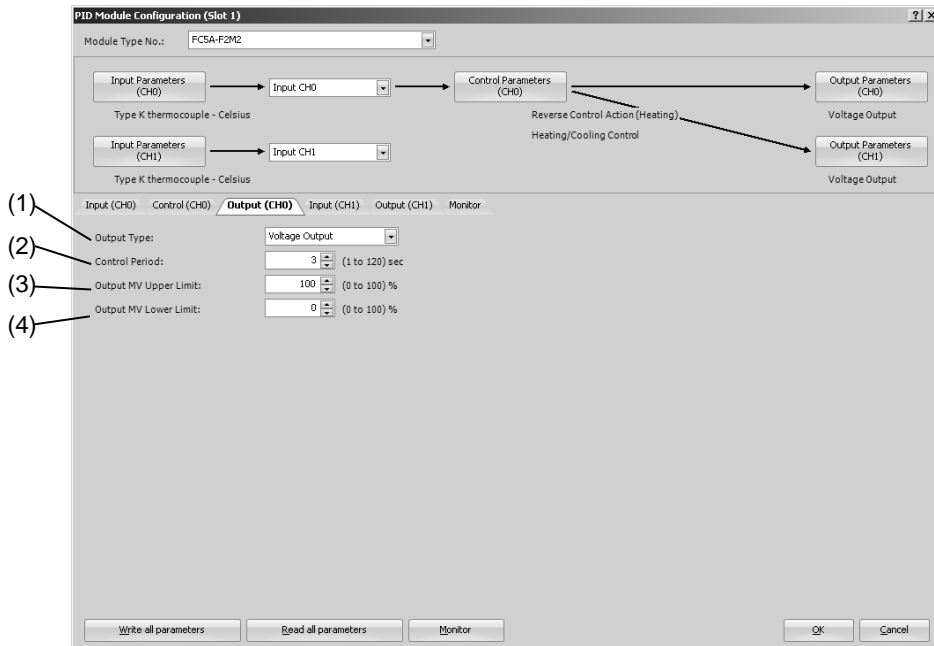 PID Module Configuration (Slot 1)
Module Type No.: FC5A-F2M2
Input Parameters (CH0)
Input CH0
Control Parameters (CH0)
Output Parameters (CH0)
Type K thermocouple - Celsius
Reverse Control Action (Heating)
Voltage Output
Heating/Cooling Control
Input Parameters (CH1)
Input CH1
Output Parameters (CH1)
Type K thermocouple - Celsius
Voltage Output
Input (CH0) Control (CH0) Output (CH0) Input (CH1) Output (CH1) Monitor
(1) Output Type: Voltage Output
(2) Control Period: 3 (1 to 120) sec
(3) Output MV Upper Limit: 100 (0 to 100) %
(4) Output MV Lower Limit: 0 (0 to 100) %
Write all parameters Read all parameters Monitor OK Cancel